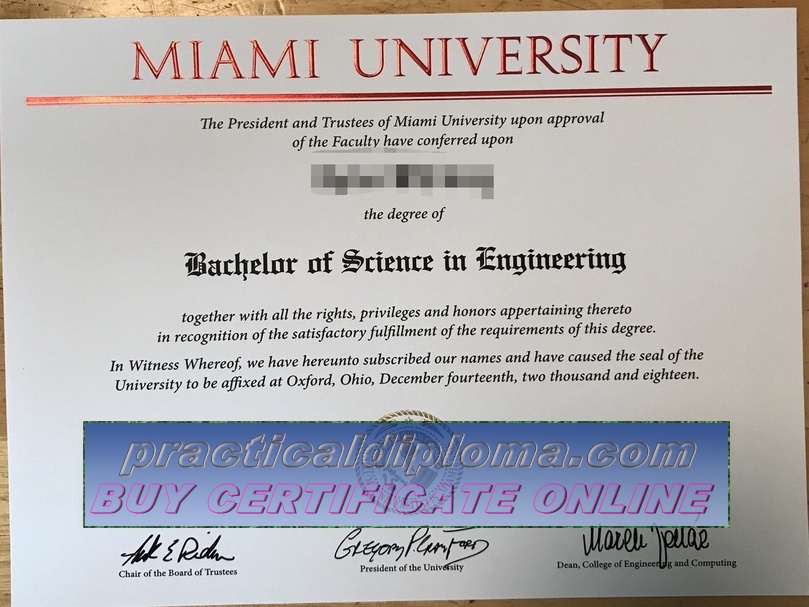 MIAMI UNIVERSITY
The President and Trustees of Miami University upon approval
of the Faculty have conferred upon
the degree of
Bachelor of Science in Engineering
together with all the rights, privileges and honors appertaining thereto
in recognition of the satisfactory fulfillment of the requirements of this degree.
In Witness Whereof, we have hereunto subscribed our names and have caused the seal of the
University to be affixed at Oxford, Ohio, December fourteenth, two thousand and eighteen.
practicaldiploma.com
BUY CERTIFICATE ONLINE
Chair of the Board of Trustees
President of the University
Dean, College of Engineering and Computing